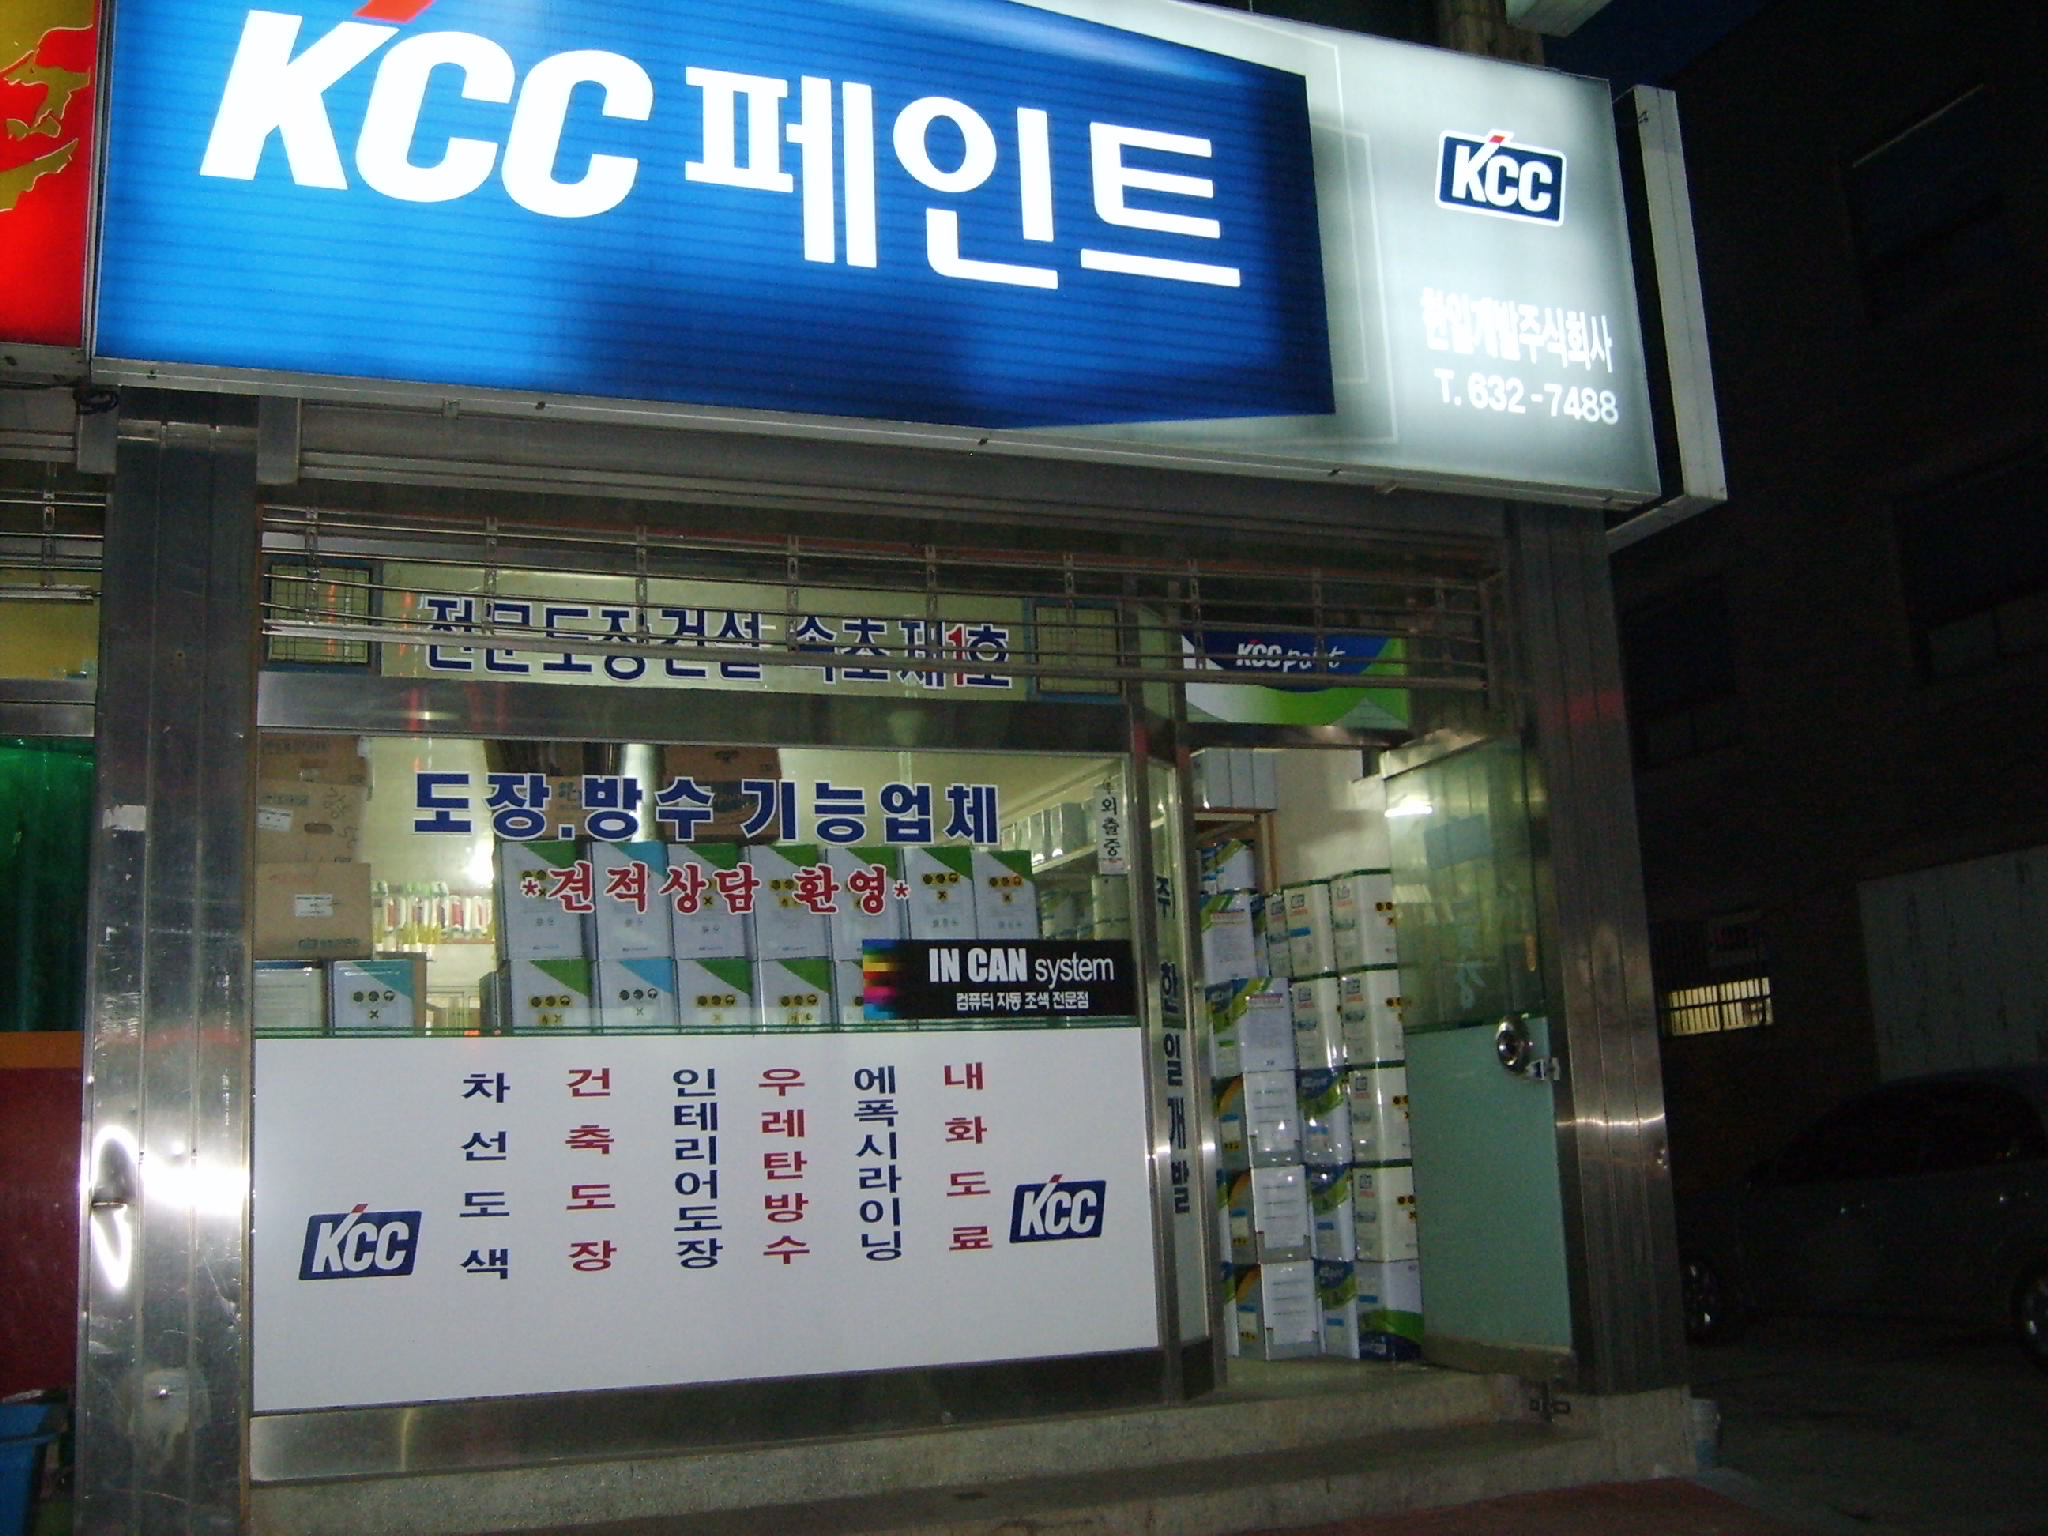 KCC 페인트
KCC
한일개발주식회사
T. 632-7488
전문도장건설 속초제1호
KCC paint
도장.방수 기능업체
*견적상담 환영*
외출중
IN CAN system
컴퓨터 자동 조색 전문점
차선도색
건축도장
인테리어도장
우레탄방수
에폭시라이닝
내화도료
KCC
KCC
주 한일개발